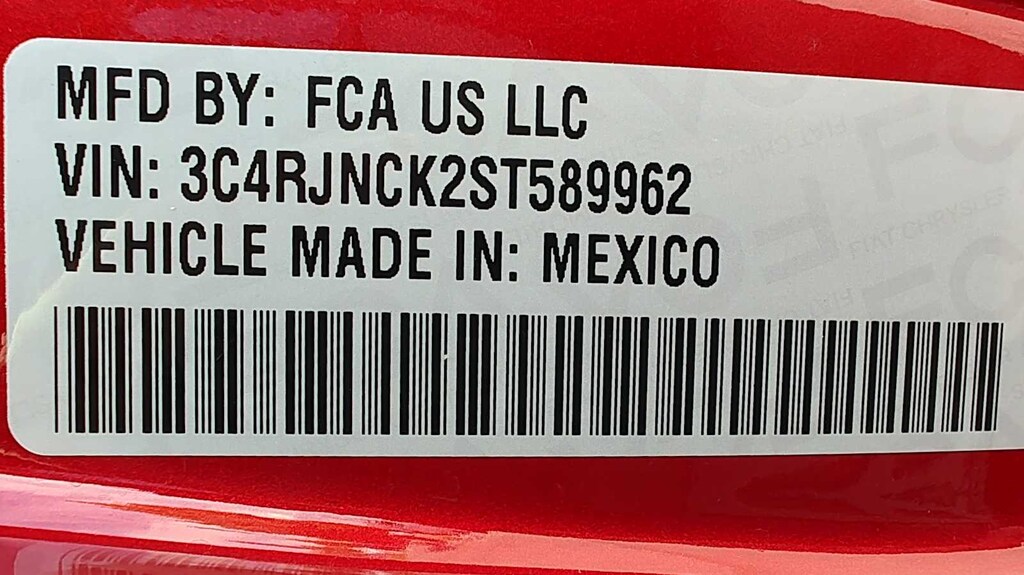 MFD BY: FCA US LLC
VIN: 3C4RJNCK2ST589962
VEHICLE MADE IN: MEXICO